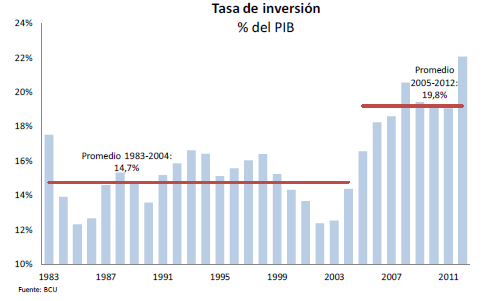 Tasa de inversión
% del PIB
24%
22%
20%
18%
16%
14%
12%
10%
Promedio 1983-2004:
14,7%
Promedio
2005-2012:
19,8%
1983 1987 1991 1995 1999 2003 2007 2011
Fuente: BCU